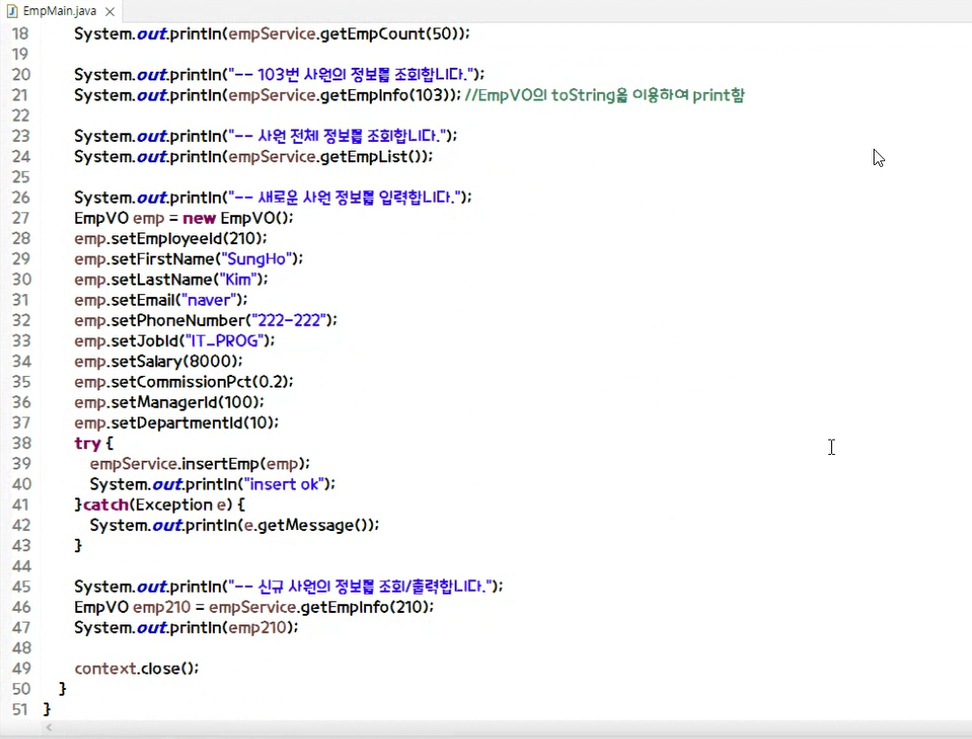 EmpMain.java
18 System.out.println(empService.getEmpCount(50));
19
20 System.out.println("-- 103번 사원의 정보를 조회합니다.");
21 System.out.println(empService.getEmpInfo(103)); //EmpVO의 toString을 이용하여 print함
22
23 System.out.println("-- 사원 전체 정보를 조회합니다.");
24 System.out.println(empService.getEmpList());
25
26 System.out.println("-- 새로운 사원 정보를 입력합니다.");
27 EmpVO emp = new EmpVO();
28 emp.setEmployeeId(210);
29 emp.setFirstName("SungHo");
30 emp.setLastName("Kim");
31 emp.setEmail("naver");
32 emp.setPhoneNumber("222-222");
33 emp.setJobId("IT_PROG");
34 emp.setSalary(8000);
35 emp.setCommissionPct(0.2);
36 emp.setManagerId(100);
37 emp.setDepartmentId(10);
38 try {
39 empService.insertEmp(emp);
40 System.out.println("insert ok");
41 }catch(Exception e) {
42 System.out.println(e.getMessage());
43 }
44
45 System.out.println("-- 신규 사원의 정보를 조회/출력합니다.");
46 EmpVO emp210 = empService.getEmpInfo(210);
47 System.out.println(emp210);
48
49 context.close();
50 }
51 }